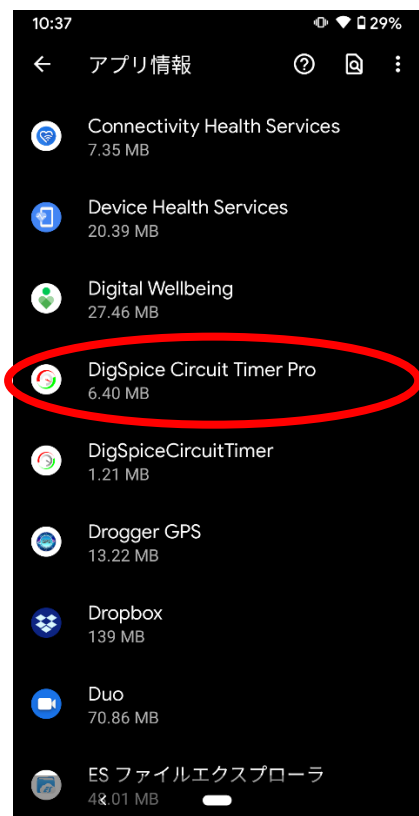 10:37 29%
アプリ情報
Connectivity Health Services
7.35 MB
Device Health Services
20.39 MB
Digital Wellbeing
27.46 MB
DigSpice Circuit Timer Pro
6.40 MB
DigSpiceCircuitTimer
1.21 MB
Drogger GPS
13.22 MB
Dropbox
139 MB
Duo
70.86 MB
ES ファイルエクスプローラ
48.01 MB